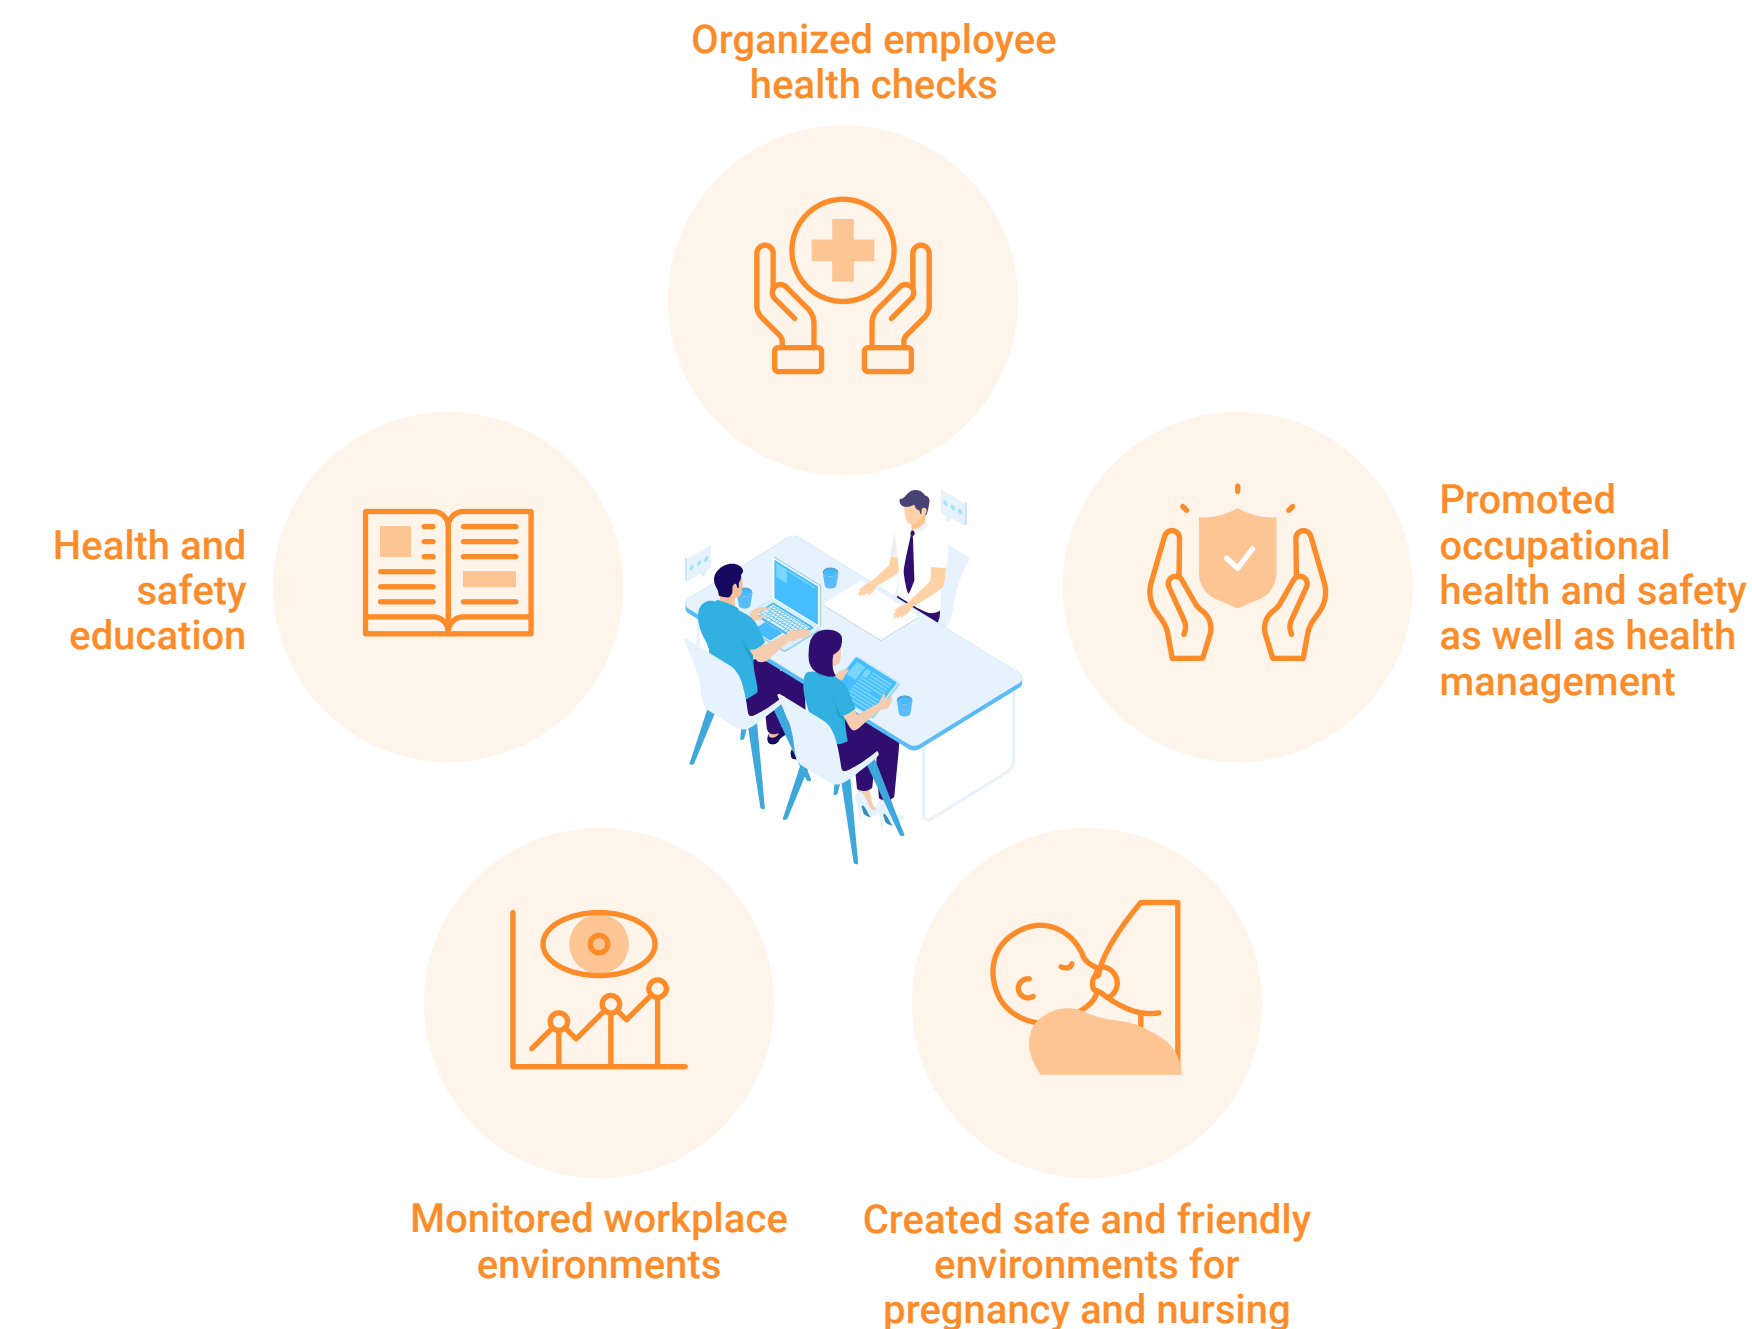 Organized employee
health checks
Health and
safety
education
Promoted
occupational
health and safety
as well as health
management
Monitored workplace
environments
Created safe and friendly
environments for
pregnancy and nursing